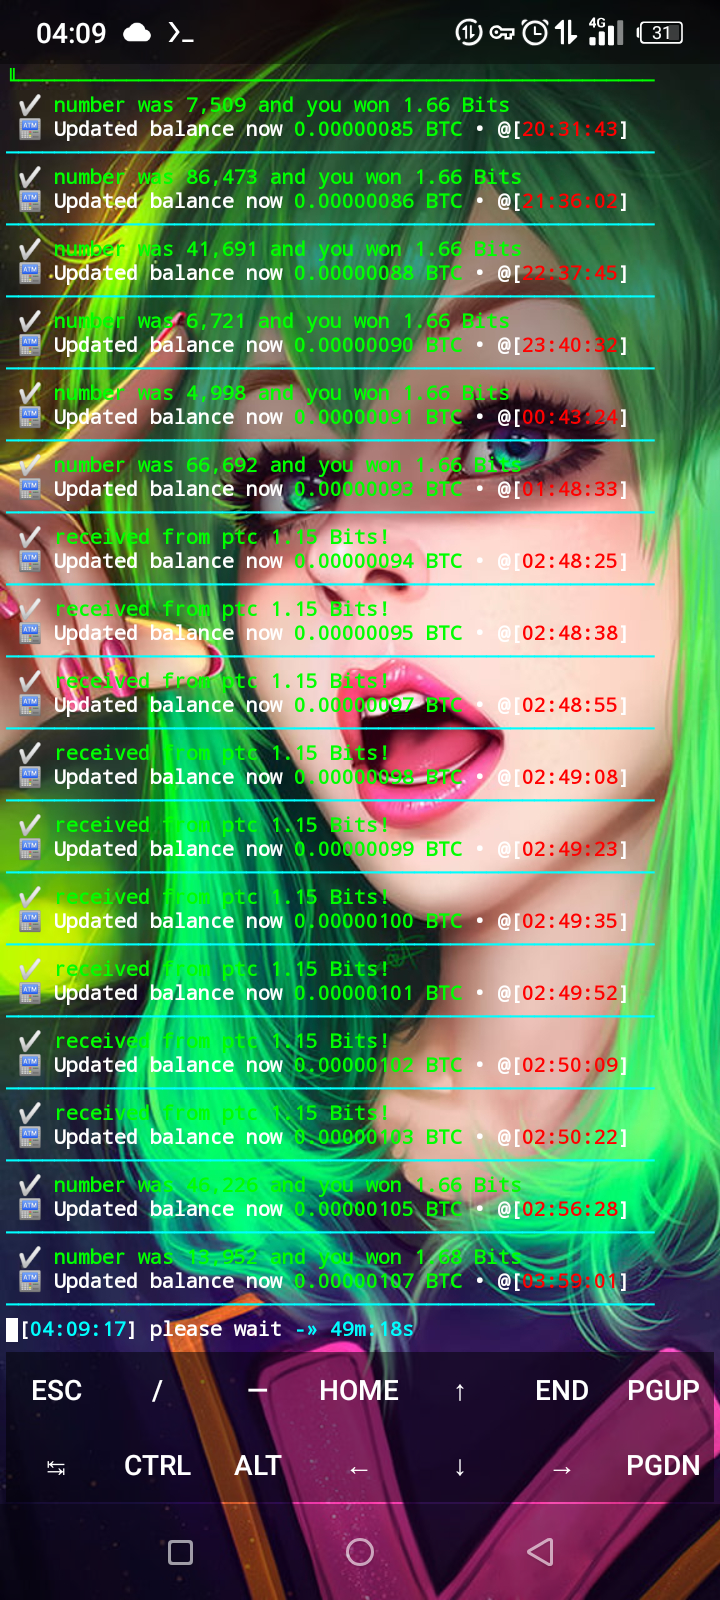 04:09 4G 31
✔ number was 7,509 and you won 1.66 Bits
🏧 Updated balance now 0.00000085 BTC • @[20:31:43]
✔ number was 86,473 and you won 1.66 Bits
🏧 Updated balance now 0.00000086 BTC • @[21:36:02]
✔ number was 41,691 and you won 1.66 Bits
🏧 Updated balance now 0.00000088 BTC • @[22:37:45]
✔ number was 6,721 and you won 1.66 Bits
🏧 Updated balance now 0.00000090 BTC • @[23:40:32]
✔ number was 4,998 and you won 1.66 Bits
🏧 Updated balance now 0.00000091 BTC • @[00:43:24]
✔ number was 66,692 and you won 1.66 Bits
🏧 Updated balance now 0.00000093 BTC • @[01:48:33]
✔ received from ptc 1.15 Bits!
🏧 Updated balance now 0.00000094 BTC • @[02:48:25]
✔ received from ptc 1.15 Bits!
🏧 Updated balance now 0.00000095 BTC • @[02:48:38]
✔ received from ptc 1.15 Bits!
🏧 Updated balance now 0.00000097 BTC • @[02:48:55]
✔ received from ptc 1.15 Bits!
🏧 Updated balance now 0.00000098 BTC • @[02:49:08]
✔ received from ptc 1.15 Bits!
🏧 Updated balance now 0.00000099 BTC • @[02:49:23]
✔ received from ptc 1.15 Bits!
🏧 Updated balance now 0.00000100 BTC • @[02:49:35]
✔ received from ptc 1.15 Bits!
🏧 Updated balance now 0.00000101 BTC • @[02:49:52]
✔ received from ptc 1.15 Bits!
🏧 Updated balance now 0.00000102 BTC • @[02:50:09]
✔ received from ptc 1.15 Bits!
🏧 Updated balance now 0.00000103 BTC • @[02:50:22]
✔ number was 46,226 and you won 1.66 Bits
🏧 Updated balance now 0.00000105 BTC • @[02:56:28]
✔ number was 13,952 and you won 1.68 Bits
🏧 Updated balance now 0.00000107 BTC • @[03:59:01]
[04:09:17] please wait -» 49m:18s
ESC / — HOME ↑ END PGUP
↹ CTRL ALT ← ↓ → PGDN